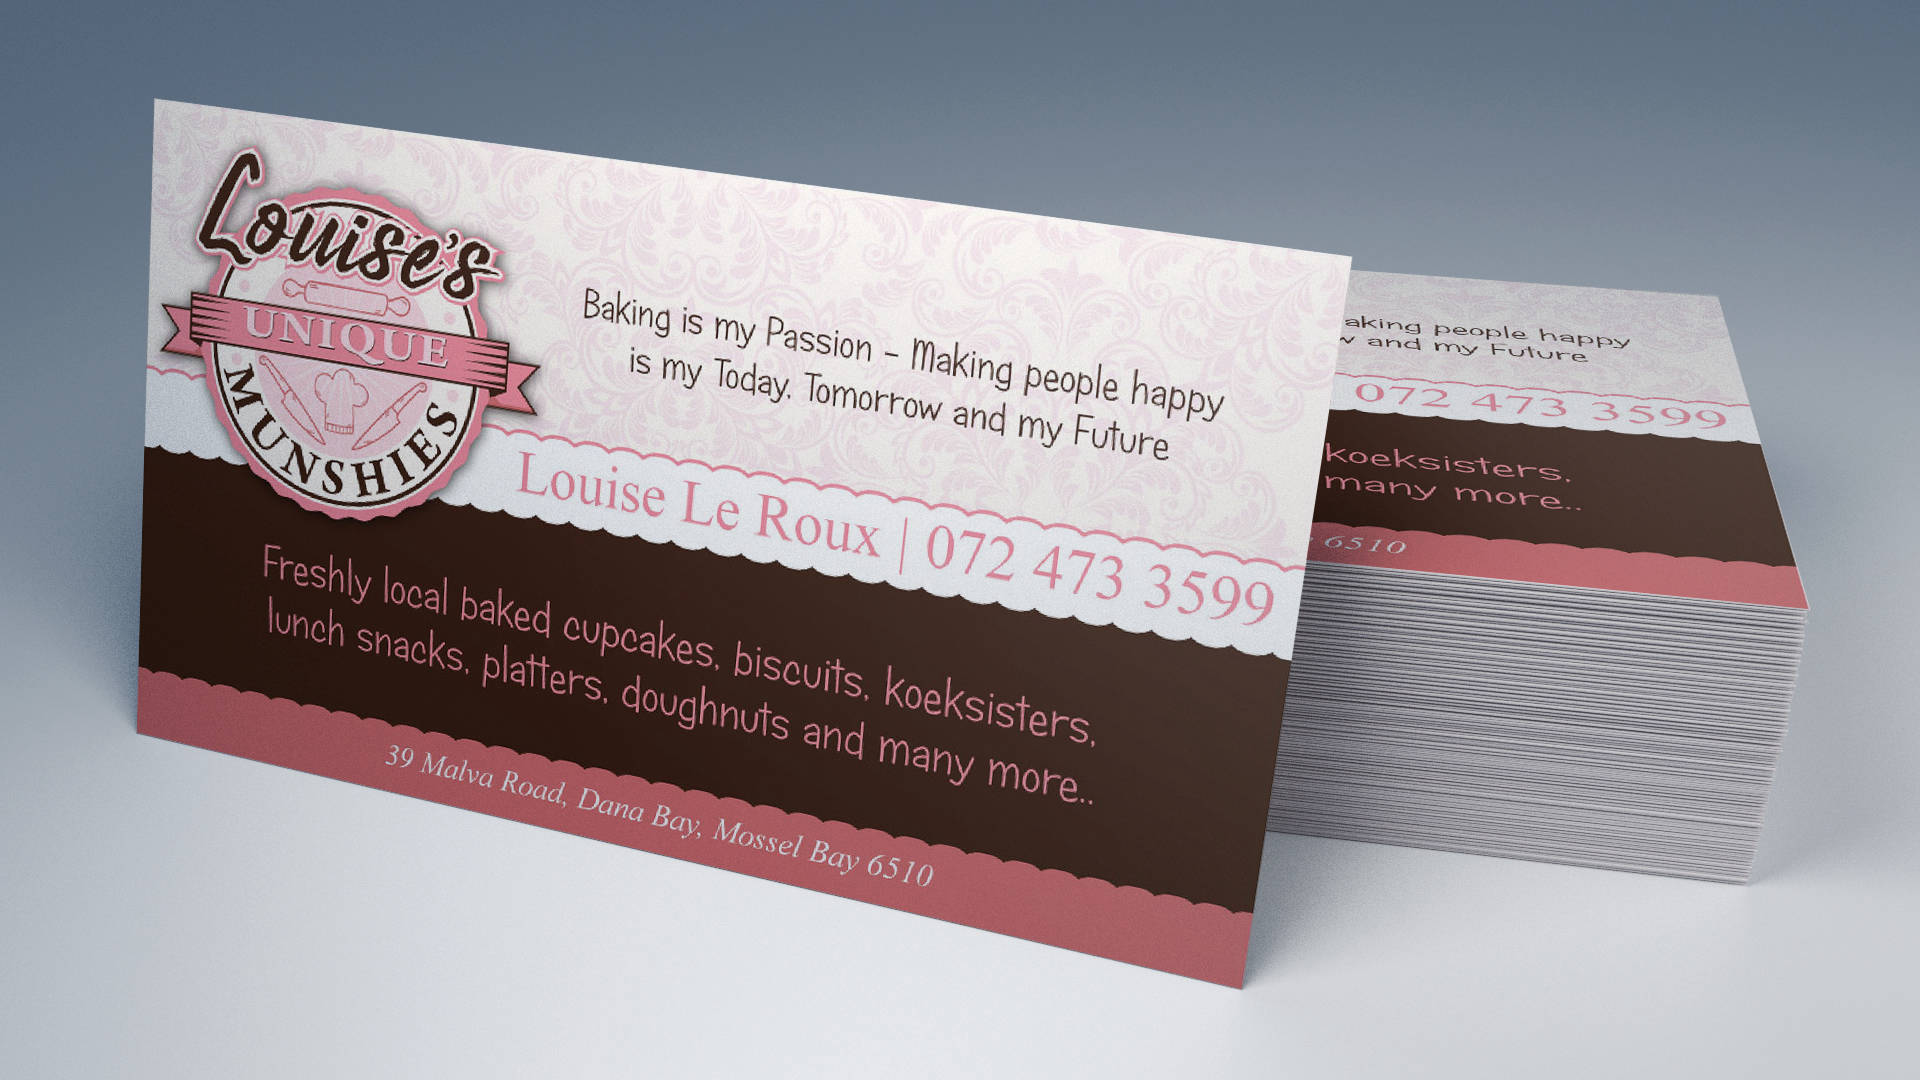 Louise's
UNIQUE
MUNSHIES
Baking is my Passion - Making people happy
is my Today. Tomorrow and my Future
Louise Le Roux | 072 473 3599
Freshly local baked cupcakes, biscuits, koeksisters,
lunch snacks, platters, doughnuts and many more..
39 Malva Road, Dana Bay, Mossel Bay 6510
aking people happy
w and my Future
072 473 3599
koeksisters,
many more..
6510